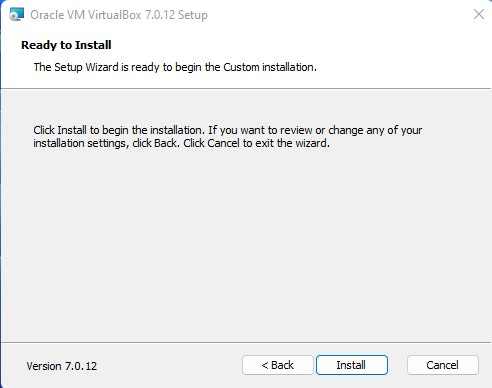 Oracle VM VirtualBox 7.0.12 Setup
Ready to Install
The Setup Wizard is ready to begin the Custom installation.
Click Install to begin the installation. If you want to review or change any of your
installation settings, click Back. Click Cancel to exit the wizard.
Version 7.0.12
< Back
Install
Cancel